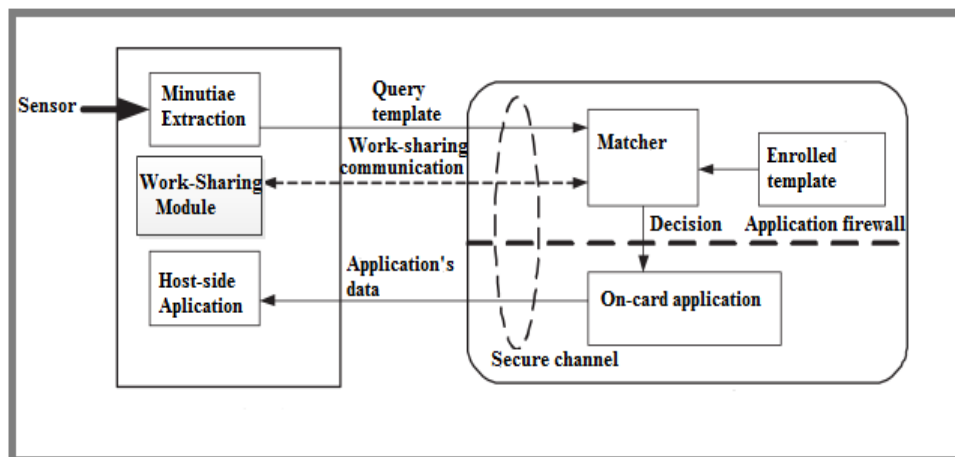 Sensor
Minutiae
Extraction
Query
template
Work-sharing
communication
Matcher
Enrolled
template
Work-Sharing
Module
Decision
Application firewall
Host-side
Aplication
Application's
data
On-card application
Secure channel